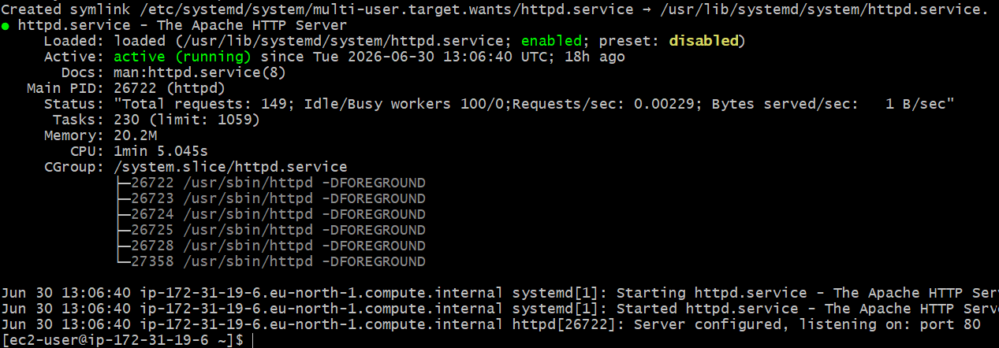 Created symlink /etc/systemd/system/multi-user.target.wants/httpd.service → /usr/lib/systemd/system/httpd.service.
● httpd.service - The Apache HTTP Server
     Loaded: loaded (/usr/lib/systemd/system/httpd.service; enabled; preset: disabled)
     Active: active (running) since Tue 2026-06-30 13:06:40 UTC; 18h ago
       Docs: man:httpd.service(8)
   Main PID: 26722 (httpd)
     Status: "Total requests: 149; Idle/Busy workers 100/0;Requests/sec: 0.00229; Bytes served/sec:   1 B/sec"
      Tasks: 230 (limit: 1059)
     Memory: 20.2M
        CPU: 1min 5.045s
     CGroup: /system.slice/httpd.service
             ├─26722 /usr/sbin/httpd -DFOREGROUND
             ├─26723 /usr/sbin/httpd -DFOREGROUND
             ├─26724 /usr/sbin/httpd -DFOREGROUND
             ├─26725 /usr/sbin/httpd -DFOREGROUND
             ├─26728 /usr/sbin/httpd -DFOREGROUND
             └─27358 /usr/sbin/httpd -DFOREGROUND
Jun 30 13:06:40 ip-172-31-19-6.eu-north-1.compute.internal systemd[1]: Starting httpd.service - The Apache HTTP Ser
Jun 30 13:06:40 ip-172-31-19-6.eu-north-1.compute.internal systemd[1]: Started httpd.service - The Apache HTTP Serv
Jun 30 13:06:40 ip-172-31-19-6.eu-north-1.compute.internal httpd[26722]: Server configured, listening on: port 80
[ec2-user@ip-172-31-19-6 ~]$